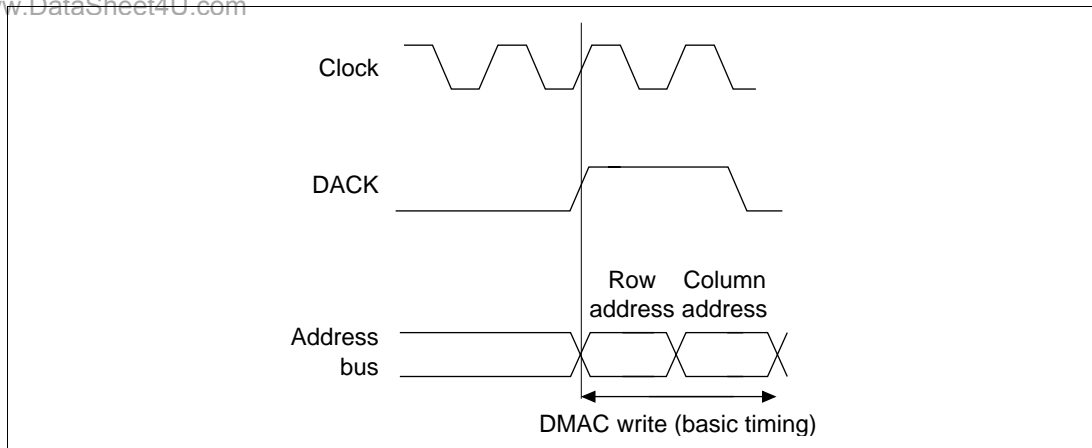 w.DataSheet4U.com
Clock
DACK
Row Column
address address
Address
bus
DMAC write (basic timing)